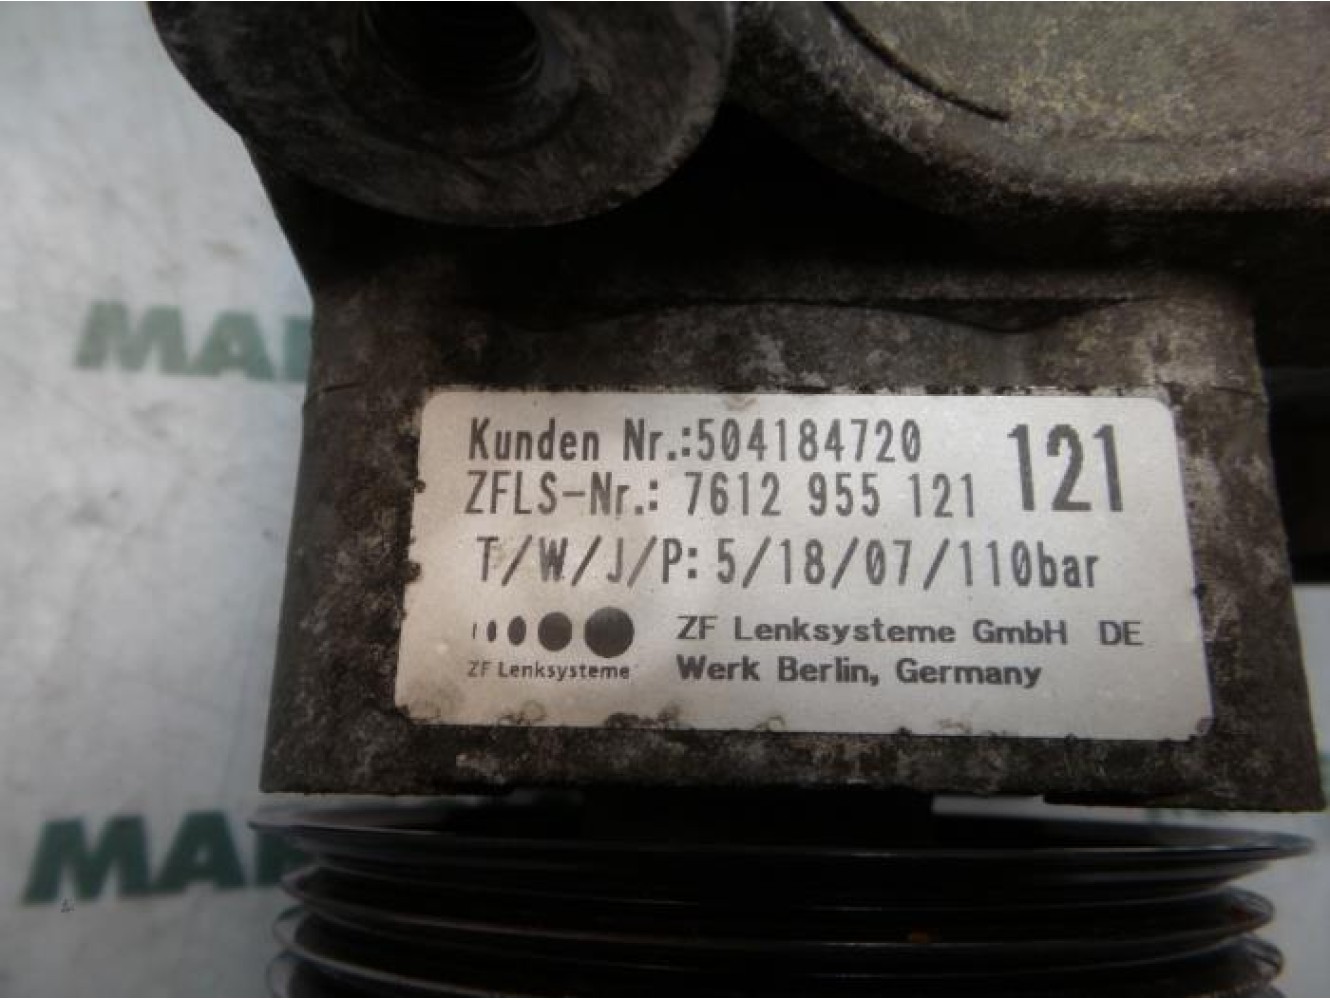 Kunden Nr.:504184720
ZFLS-Nr.: 7612 955 121
121
T/W/J/P: 5/18/07/110bar
ZF Lenksysteme
ZF Lenksysteme GmbH DE
Werk Berlin, Germany